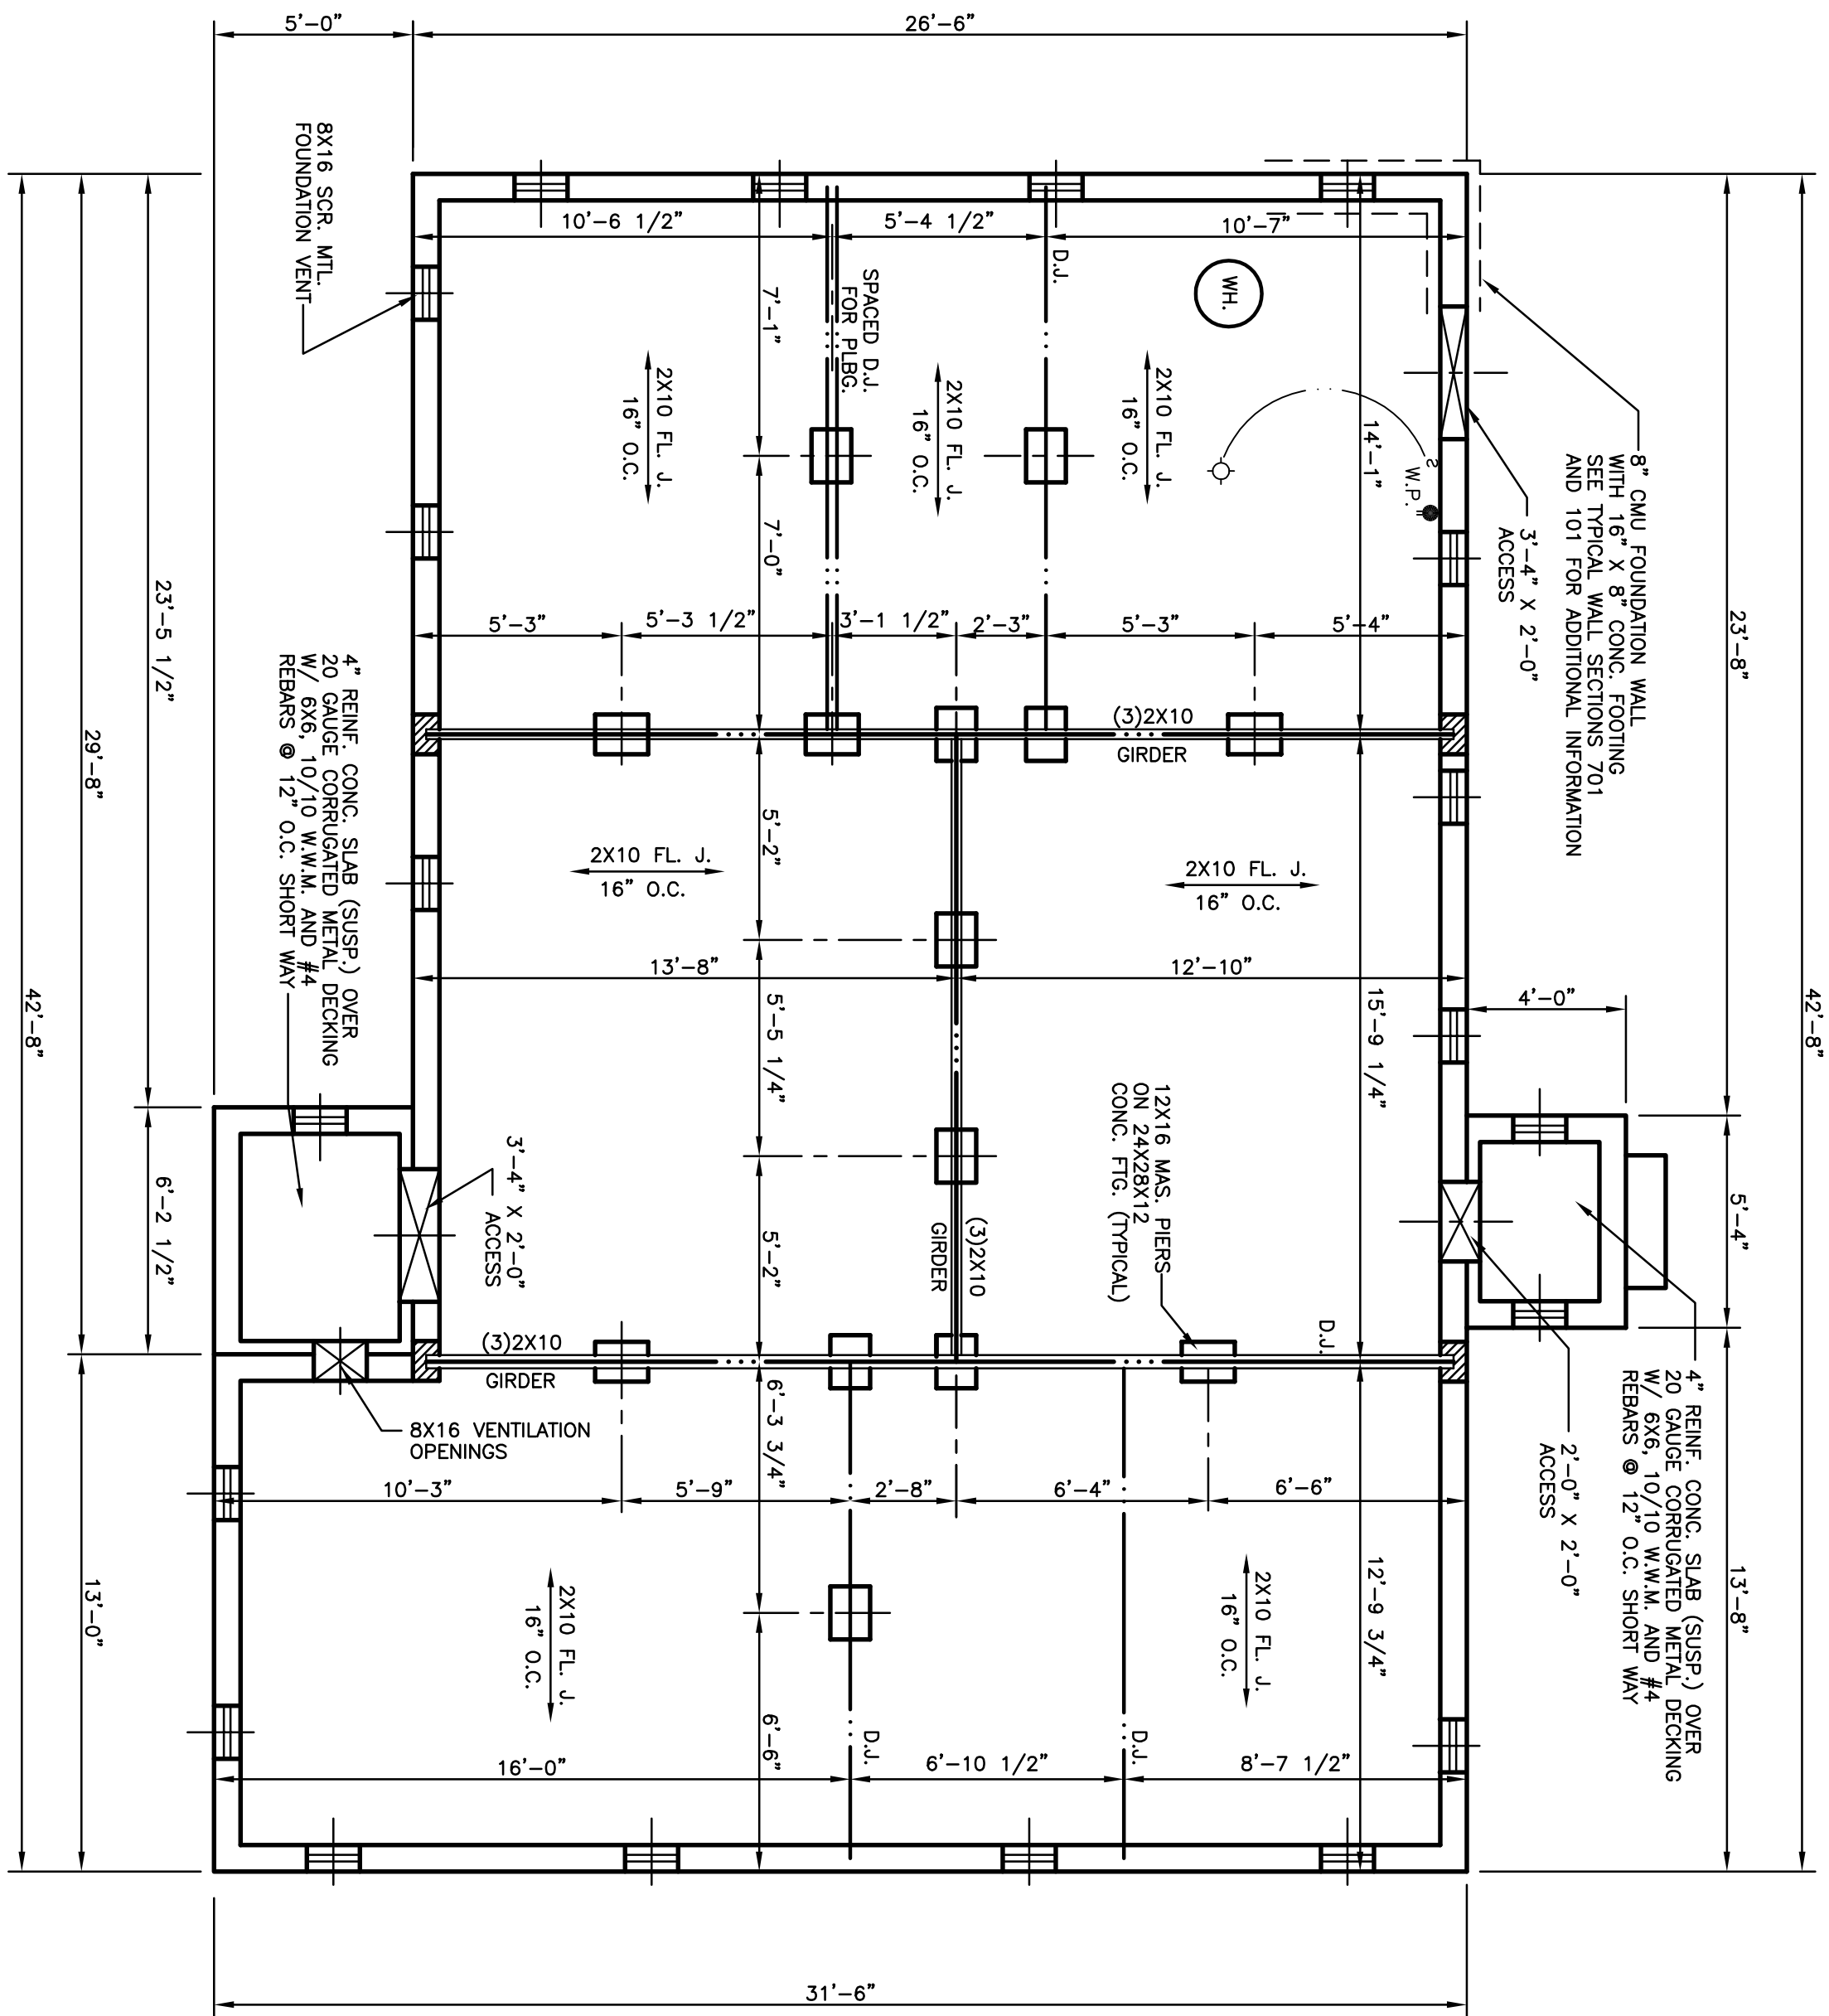 5'-0"
26'-6"
8X16 SCR. MTL.
FOUNDATION VENT
10'-6 1/2"
5'-4 1/2"
10'-7"
D.J.
WH.
SPACED D.J.
FOR PLBG.
7'-1"
2X10 FL. J.
16" O.C.
2X10 FL. J.
16" O.C.
2X10 FL. J.
16" O.C.
14'-1"
2
W.P.
8" CMU FOUNDATION WALL
WITH 16" X 8" CONC. FOOTING
SEE TYPICAL WALL SECTIONS 701
AND 101 FOR ADDITIONAL INFORMATION
3'-4" X 2'-0"
ACCESS
23'-8"
42'-8"
7'-0"
5'-3"
5'-3 1/2"
3'-1 1/2"
2'-3"
5'-3"
5'-4"
23'-5 1/2"
29'-8"
42'-8"
4" REINF. CONC. SLAB (SUSP.) OVER
20 GAUGE CORRUGATED METAL DECKING
W/ 6X6, 10/10 W.W.M. AND #4
REBARS @ 12" O.C. SHORT WAY
(3)2X10
GIRDER
5'-2"
2X10 FL. J.
16" O.C.
2X10 FL. J.
16" O.C.
13'-8"
12'-10"
4'-0"
5'-5 1/4"
15'-9 1/4"
12X16 MAS. PIERS
ON 24X28X12
CONC. FTG. (TYPICAL)
3'-4" X 2'-0"
ACCESS
6'-2 1/2"
5'-2"
(3)2X10
GIRDER
5'-4"
(3)2X10
GIRDER
D.J.
4" REINF. CONC. SLAB (SUSP.) OVER
20 GAUGE CORRUGATED METAL DECKING
W/ 6X6, 10/10 W.W.M. AND #4
REBARS @ 12" O.C. SHORT WAY
2'-0" X 2'-0"
ACCESS
8X16 VENTILATION
OPENINGS
6'-3 3/4"
10'-3"
5'-9"
2'-8"
6'-4"
6'-6"
13'-0"
12'-9 3/4"
13'-8"
2X10 FL. J.
16" O.C.
2X10 FL. J.
16" O.C.
6'-6"
D.J.
D.J.
16'-0"
6'-10 1/2"
8'-7 1/2"
31'-6"